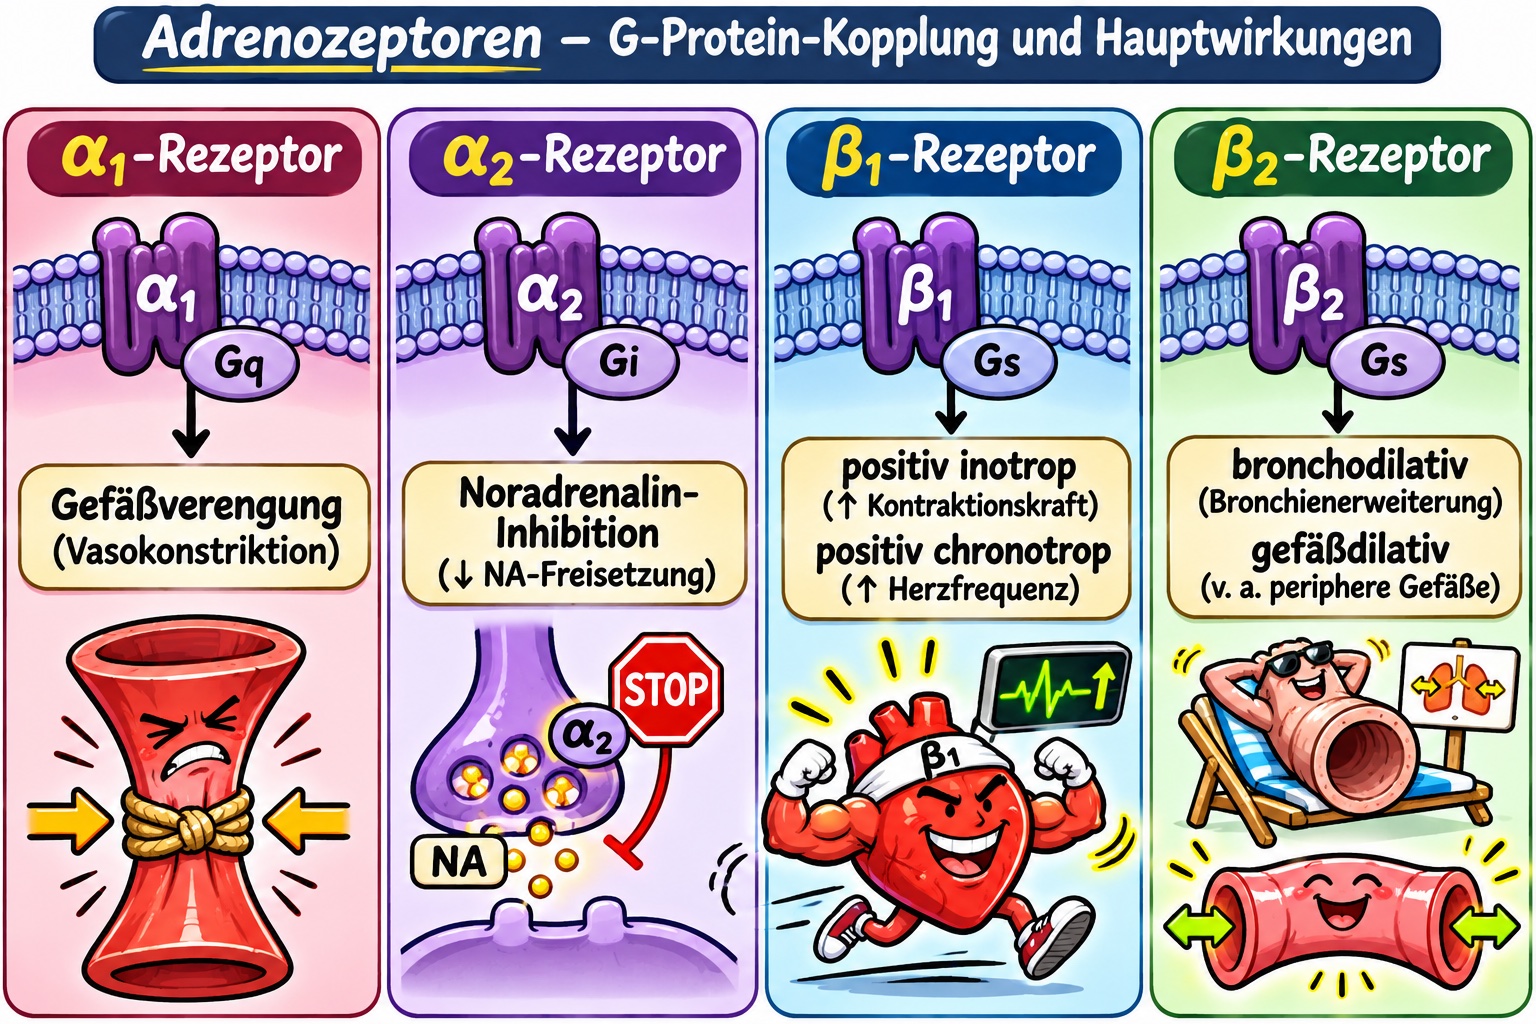 Adrenozeptoren – G-Protein-Kopplung und Hauptwirkungen
α₁-Rezeptor
α₁
Gq
Gefäßverengung
(Vasokonstriktion)
α₂-Rezeptor
α₂
Gi
Noradrenalin-
Inhibition
(↓ NA-Freisetzung)
STOP
α₂
NA
β₁-Rezeptor
β₁
Gs
positiv inotrop
(↑ Kontraktionskraft)
positiv chronotrop
(↑ Herzfrequenz)
β₁
β₂-Rezeptor
β₂
Gs
bronchodilativ
(Bronchienerweiterung)
gefäßdilativ
(v. a. periphere Gefäße)